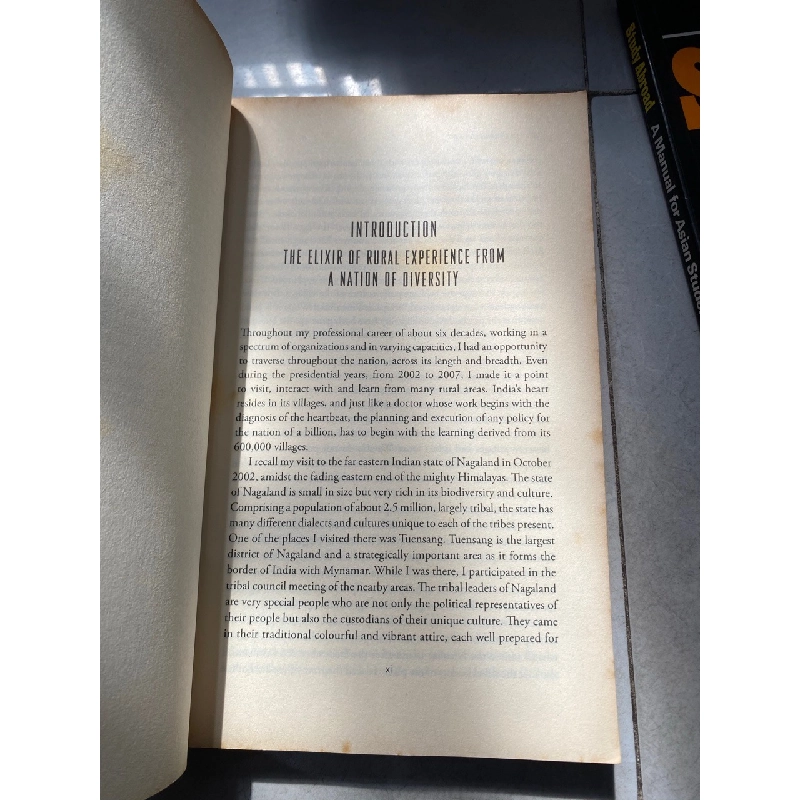 INTRODUCTION
THE ELIXIR OF RURAL EXPERIENCE FROM
A NATION OF DIVERSITY
Throughout my professional career of about six decades, working in a
spectrum of organizations and in varying capacities, I had an opportunity
to traverse throughout the nation, across its length and breadth. Even
during the presidential years, from 2002 to 2007, I made it a point
to visit, interact with and learn from many rural areas. India's heart
resides in its villages, and just like a doctor whose work begins with the
diagnosis of the heartbeat, the planning and execution of any policy for
the nation of a billion, has to begin with the learning derived from its
600,000 villages.
I recall my visit to the far eastern Indian state of Nagaland in October
2002, amidst the fading eastern end of the mighty Himalayas. The state
of Nagaland is small in size but very rich in its biodiversity and culture.
Comprising a population of about 2.5 million, largely tribal, the state has
many different dialects and cultures unique to each of the tribes present.
One of the places I visited there was Tuensang. Tuensang is the largest
district of Nagaland and a strategically important area as it forms the
border of India with Mynamar. While I was there, I participated in the
tribal council meeting of the nearby areas. The tribal leaders of Nagaland
are very special people who are not only the political representatives of
their people but also the custodians of their unique culture. They came
in their traditional colourful and vibrant attire, each well prepared for
xi
Study Abroad
A Manual for Asian Stude
S